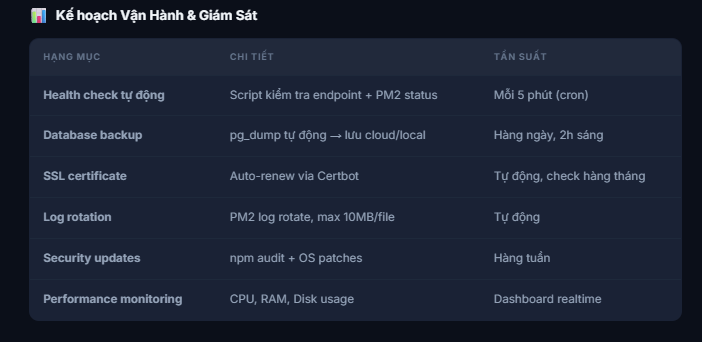 Kế hoạch Vận Hành & Giám Sát
HẠNG MỤC CHI TIẾT TẦN SUẤT
Health check tự động Script kiểm tra endpoint + PM2 status Mỗi 5 phút (cron)
Database backup pg_dump tự động → lưu cloud/local Hàng ngày, 2h sáng
SSL certificate Auto-renew via Certbot Tự động, check hàng tháng
Log rotation PM2 log rotate, max 10MB/file Tự động
Security updates npm audit + OS patches Hàng tuần
Performance monitoring CPU, RAM, Disk usage Dashboard realtime